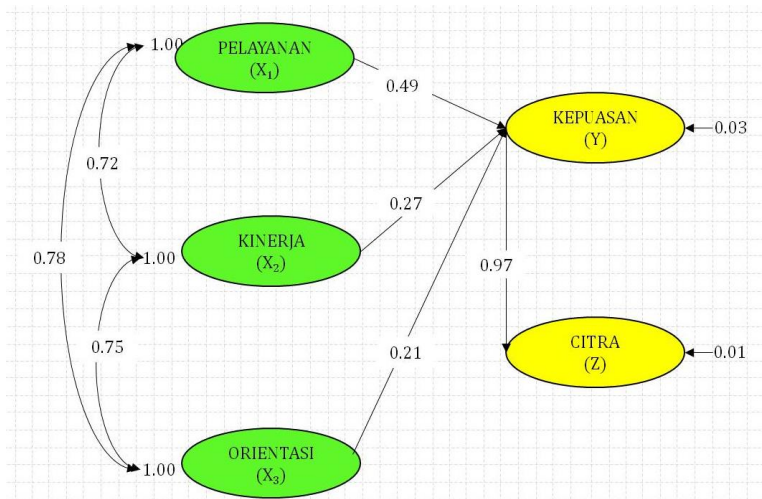 1.00
PELAYANAN
(X₁)
0.49
KEPUASAN
(Y)
0.03
0.72
0.27
KINERJA
(X₂)
1.00
0.78
0.97
0.75
0.21
CITRA
(Z)
0.01
ORIENTASI
(X₃)
1.00